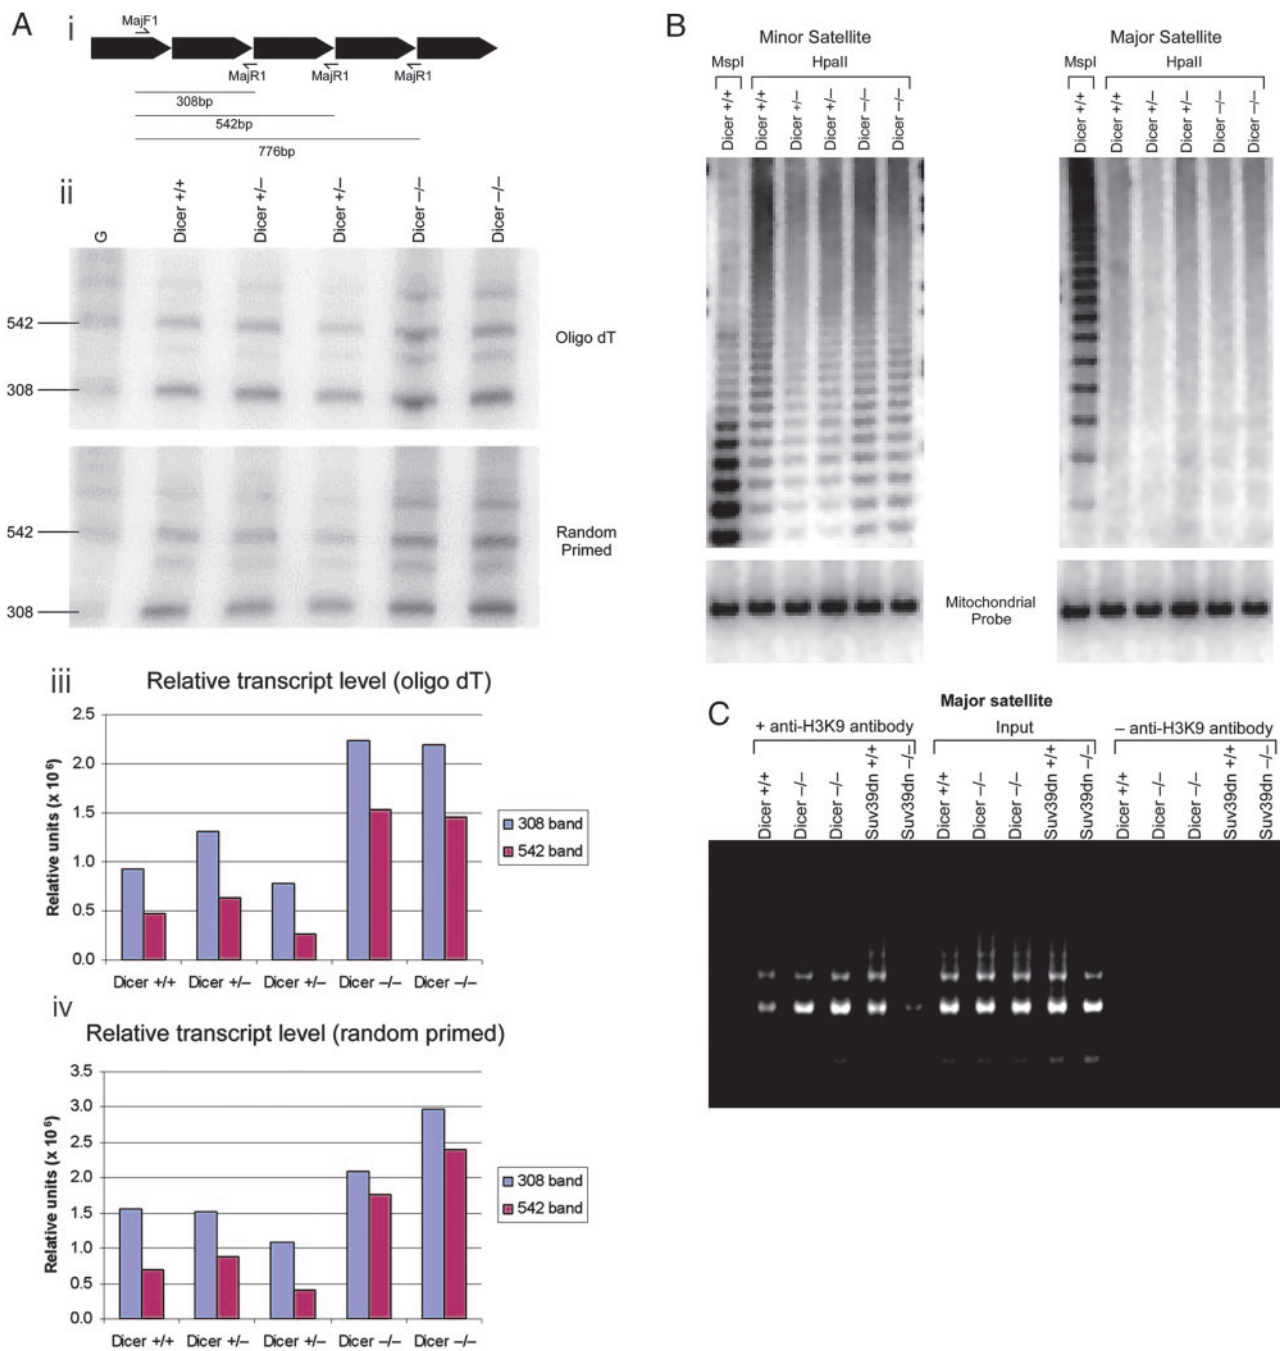 A
i
MajF1
MajR1 MajR1 MajR1
308bp
542bp
776bp
ii
G
Dicer +/+
Dicer +/–
Dicer +/–
Dicer –/–
Dicer –/–
542
308
Oligo dT
542
308
Random
Primed
iii
Relative transcript level (oligo dT)
Relative units (x 10⁶)
2.5
2.0
1.5
1.0
0.5
0.0
Dicer +/+ Dicer +/– Dicer +/– Dicer –/– Dicer –/–
308 band
542 band
iv
Relative transcript level (random primed)
Relative units (x 10⁶)
3.5
3.0
2.5
2.0
1.5
1.0
0.5
0.0
Dicer +/+ Dicer +/– Dicer +/– Dicer –/– Dicer –/–
308 band
542 band
B
Minor Satellite
MspI HpaII
Dicer +/+
Dicer +/+
Dicer +/–
Dicer +/–
Dicer –/–
Dicer –/–
Major Satellite
MspI HpaII
Dicer +/+
Dicer +/+
Dicer +/–
Dicer +/–
Dicer –/–
Dicer –/–
Mitochondrial
Probe
C
Major satellite
+ anti-H3K9 antibody Input – anti-H3K9 antibody
Dicer +/+
Dicer –/–
Dicer –/–
Suv39dn +/+
Suv39dn –/–
Dicer +/+
Dicer –/–
Dicer –/–
Suv39dn +/+
Suv39dn –/–
Dicer +/+
Dicer –/–
Dicer –/–
Suv39dn +/+
Suv39dn –/–